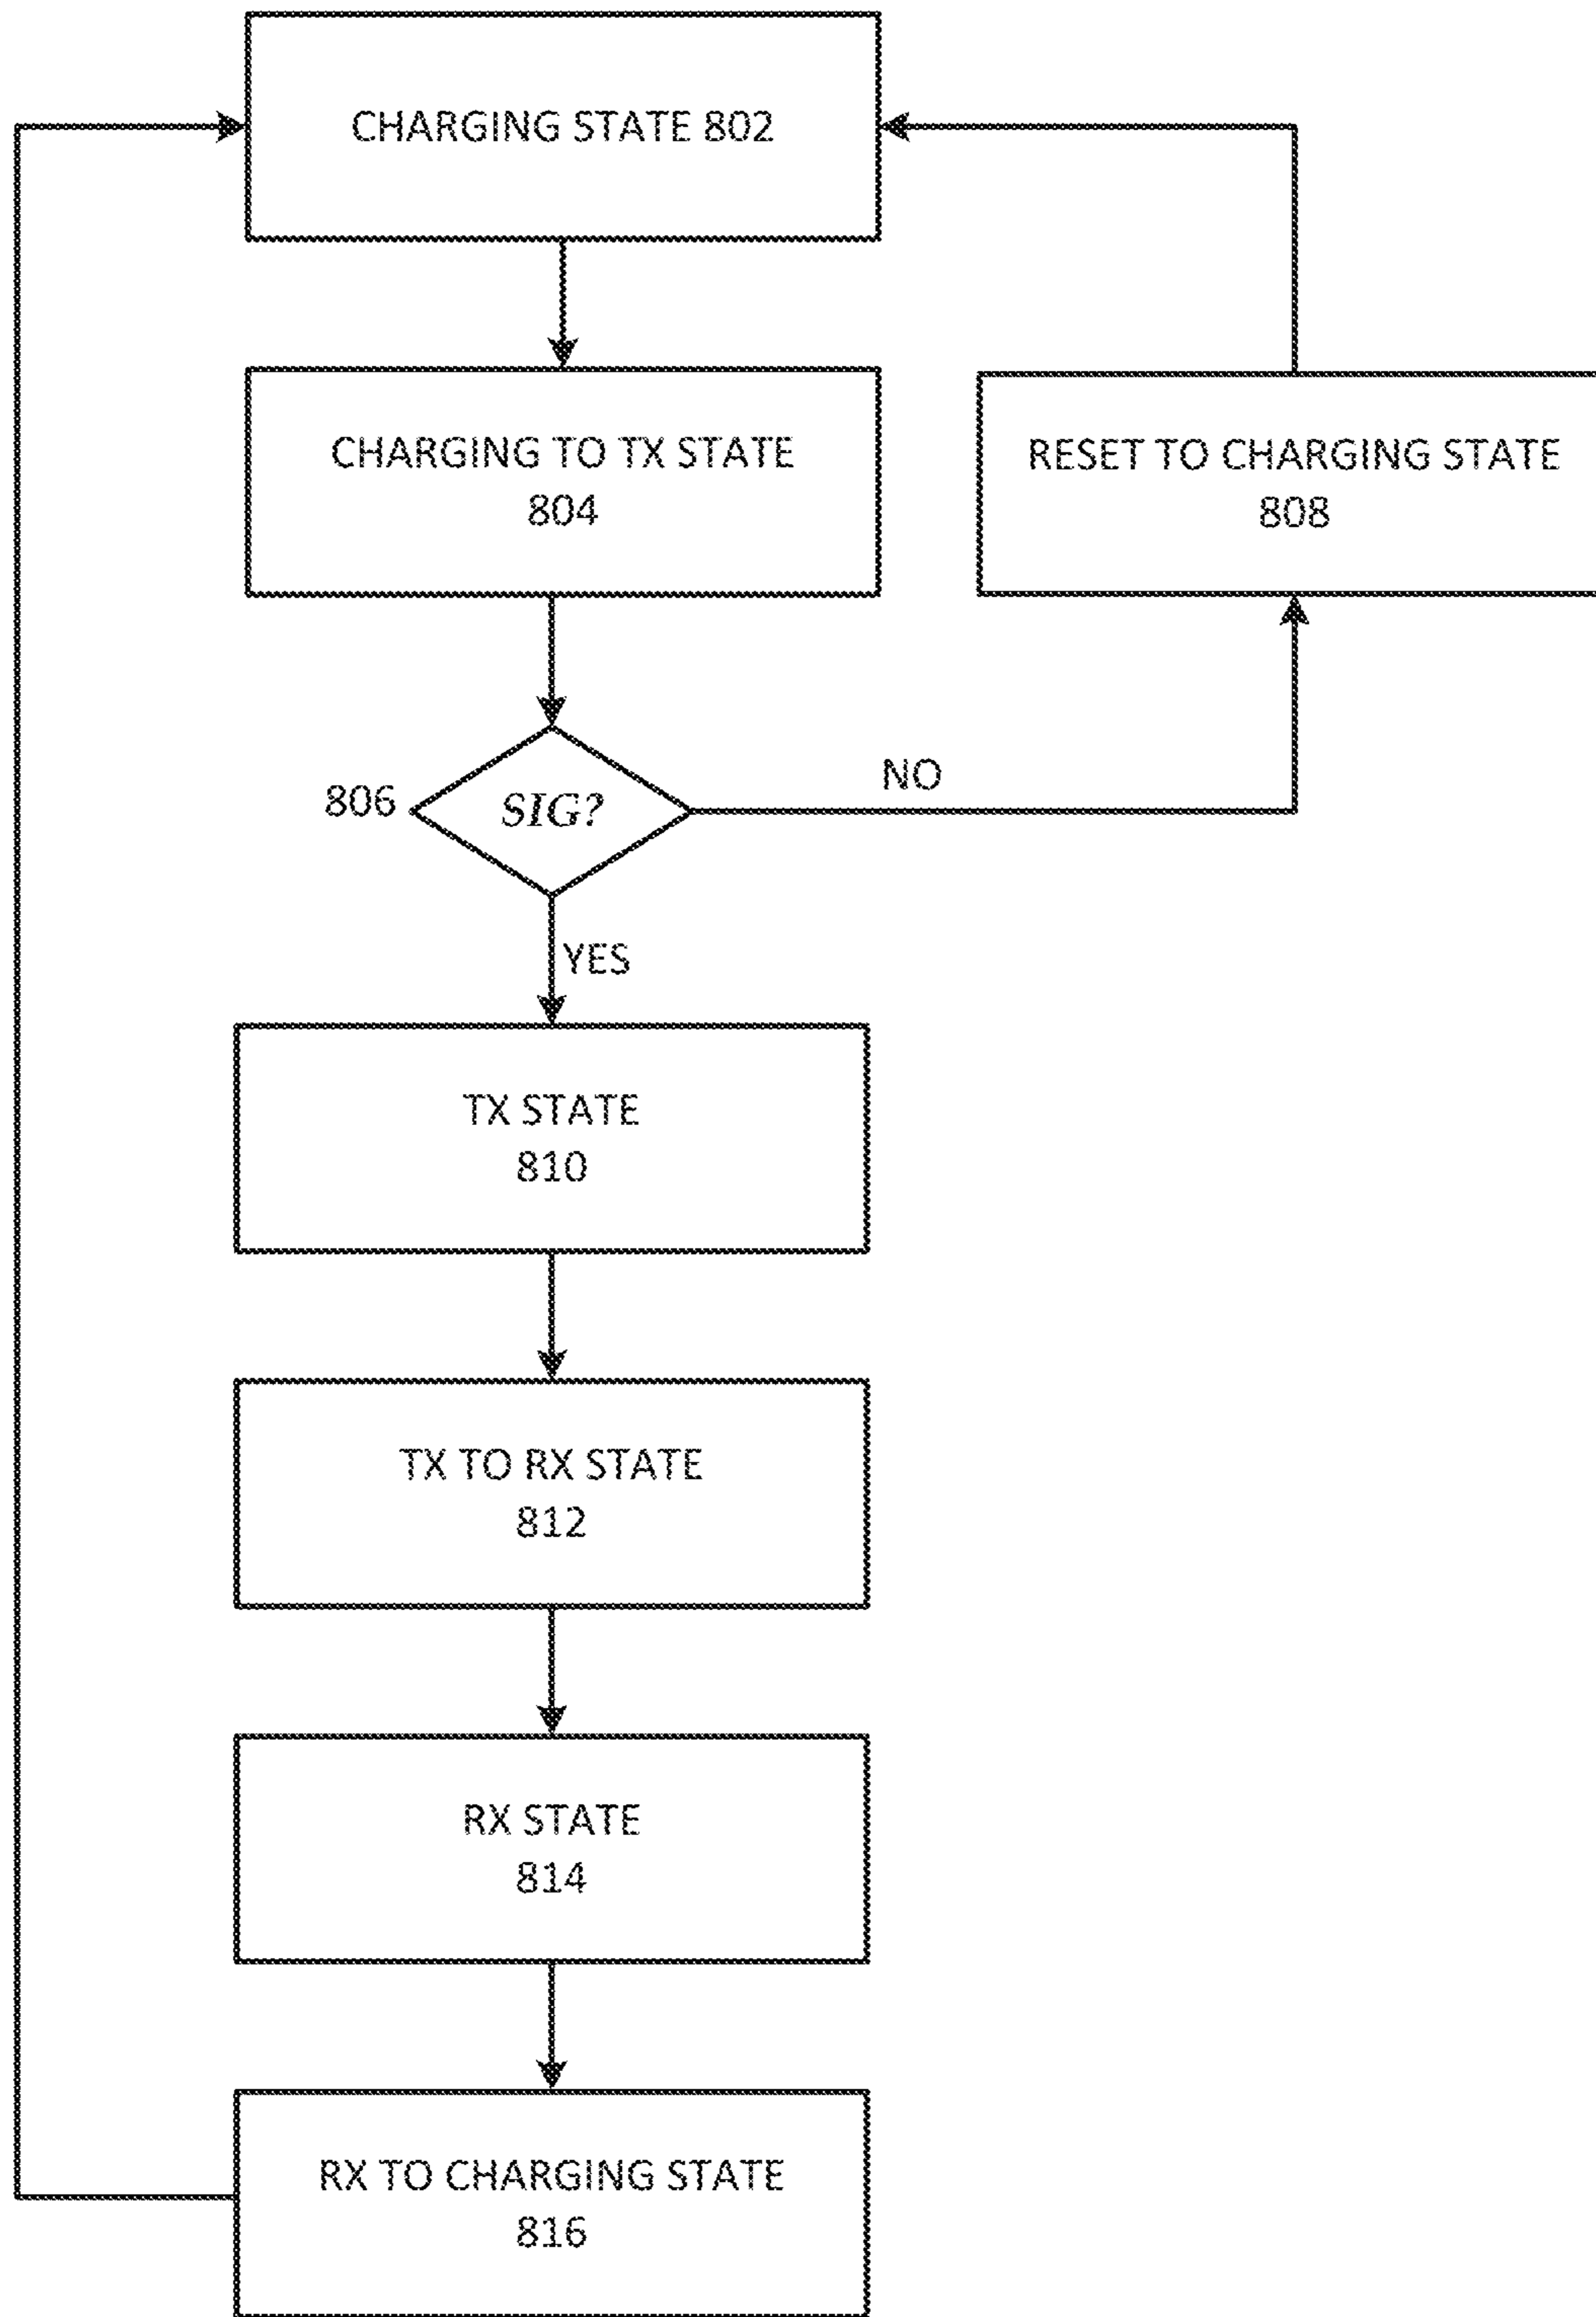 CHARGING STATE 802
CHARGING TO TX STATE
804
RESET TO CHARGING STATE
808
806
SIG?
NO
YES
TX STATE
810
TX TO RX STATE
812
RX STATE
814
RX TO CHARGING STATE
816